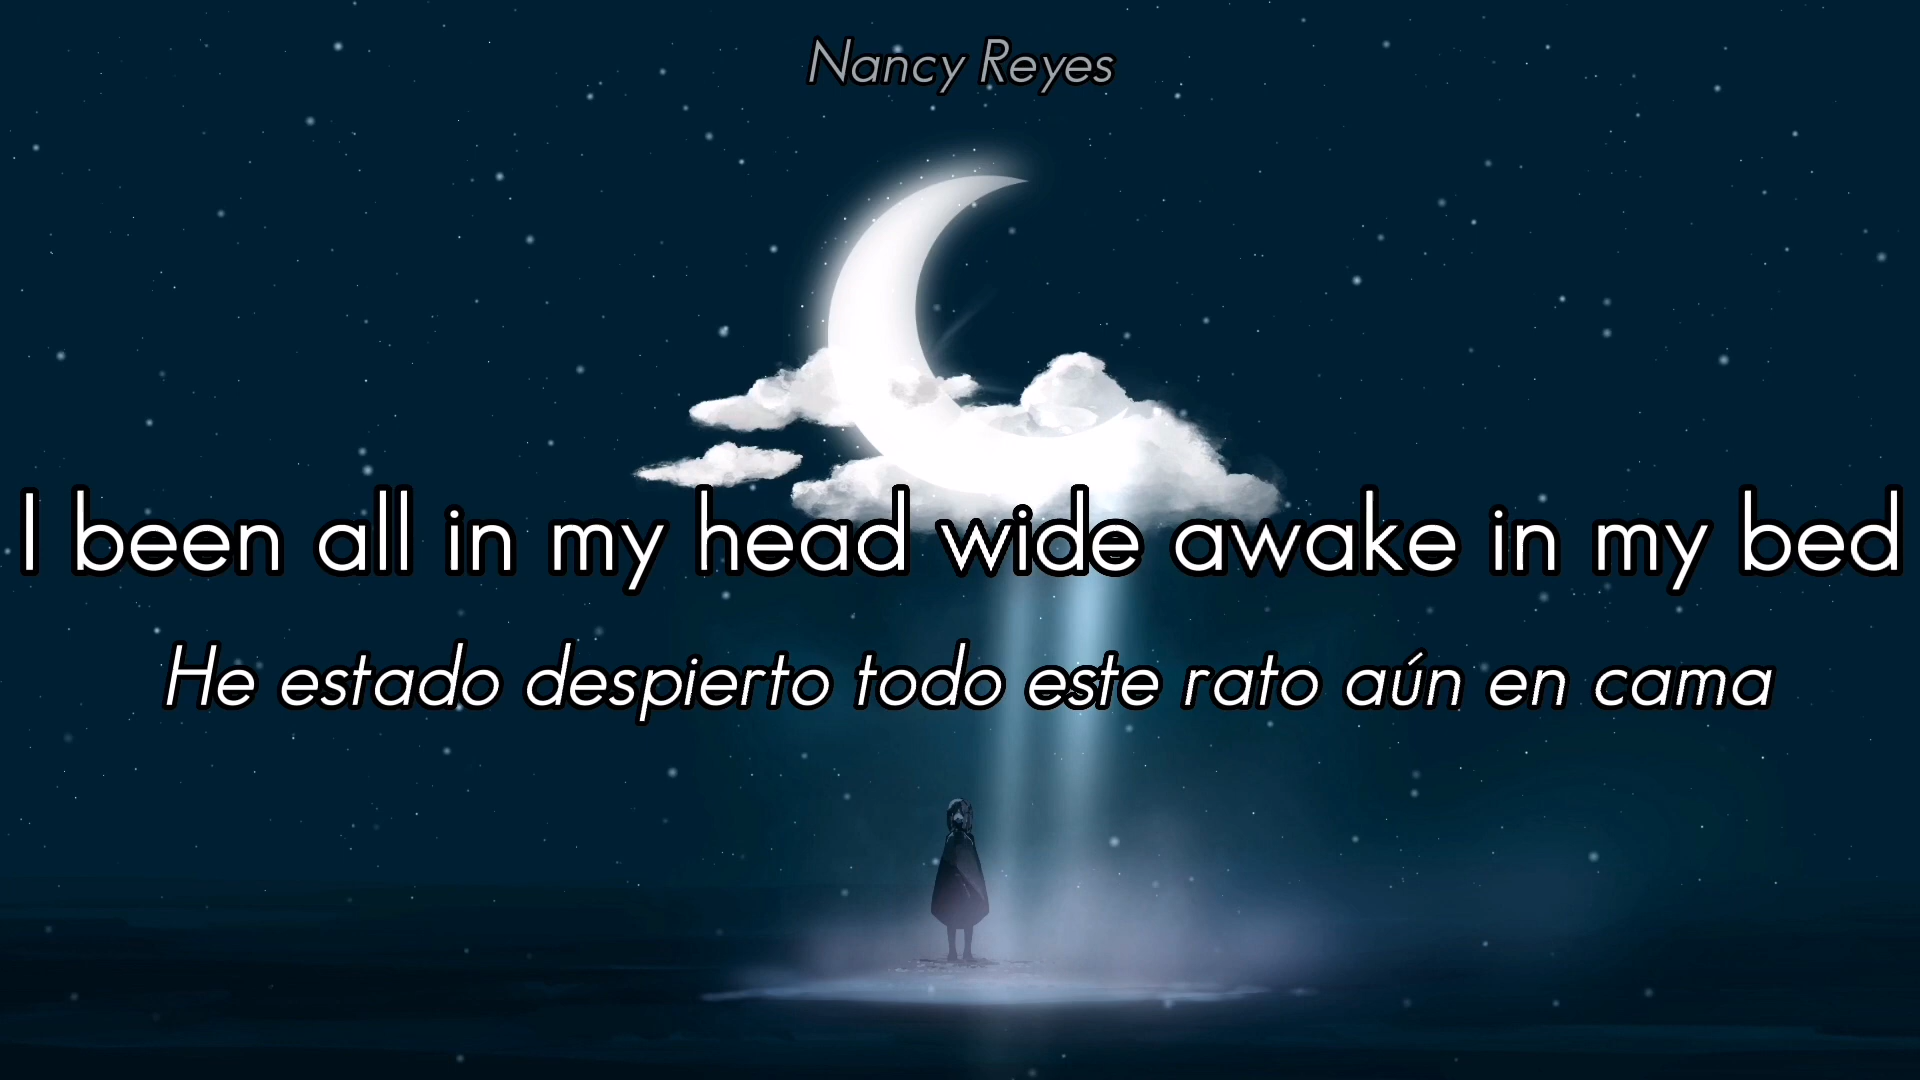 Nancy Reyes
I been all in my head wide awake in my bed
He estado despierto todo este rato aún en cama